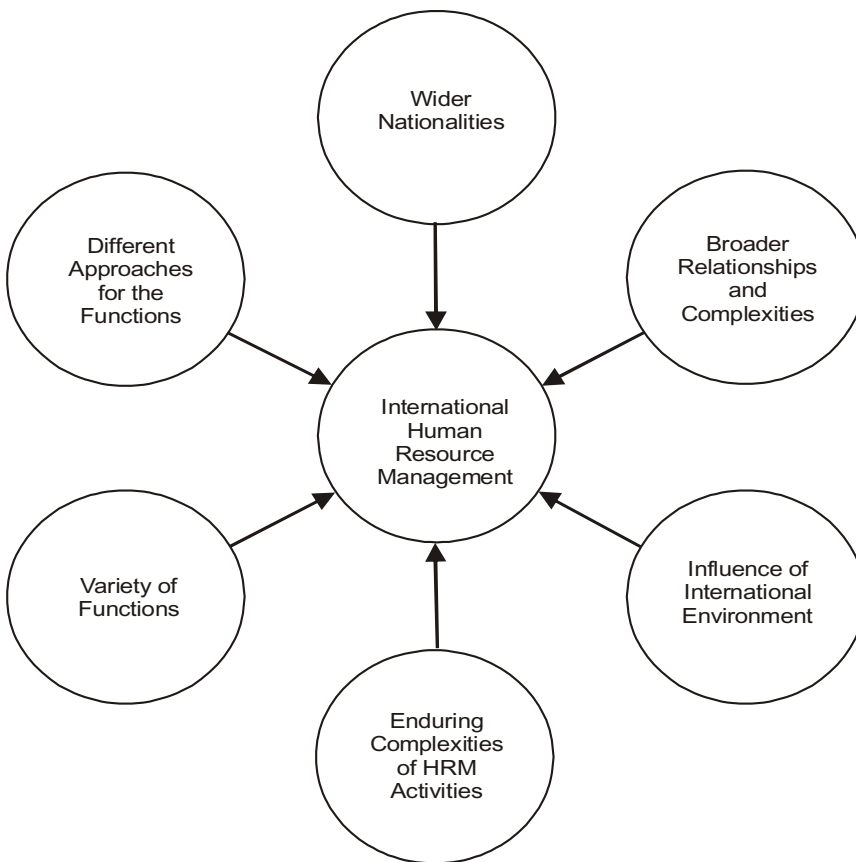 Wider
Nationalities
Different
Approaches
for the
Functions
Broader
Relationships
and
Complexities
International
Human
Resource
Management
Variety of
Functions
Influence of
International
Environment
Enduring
Complexities
of HRM
Activities